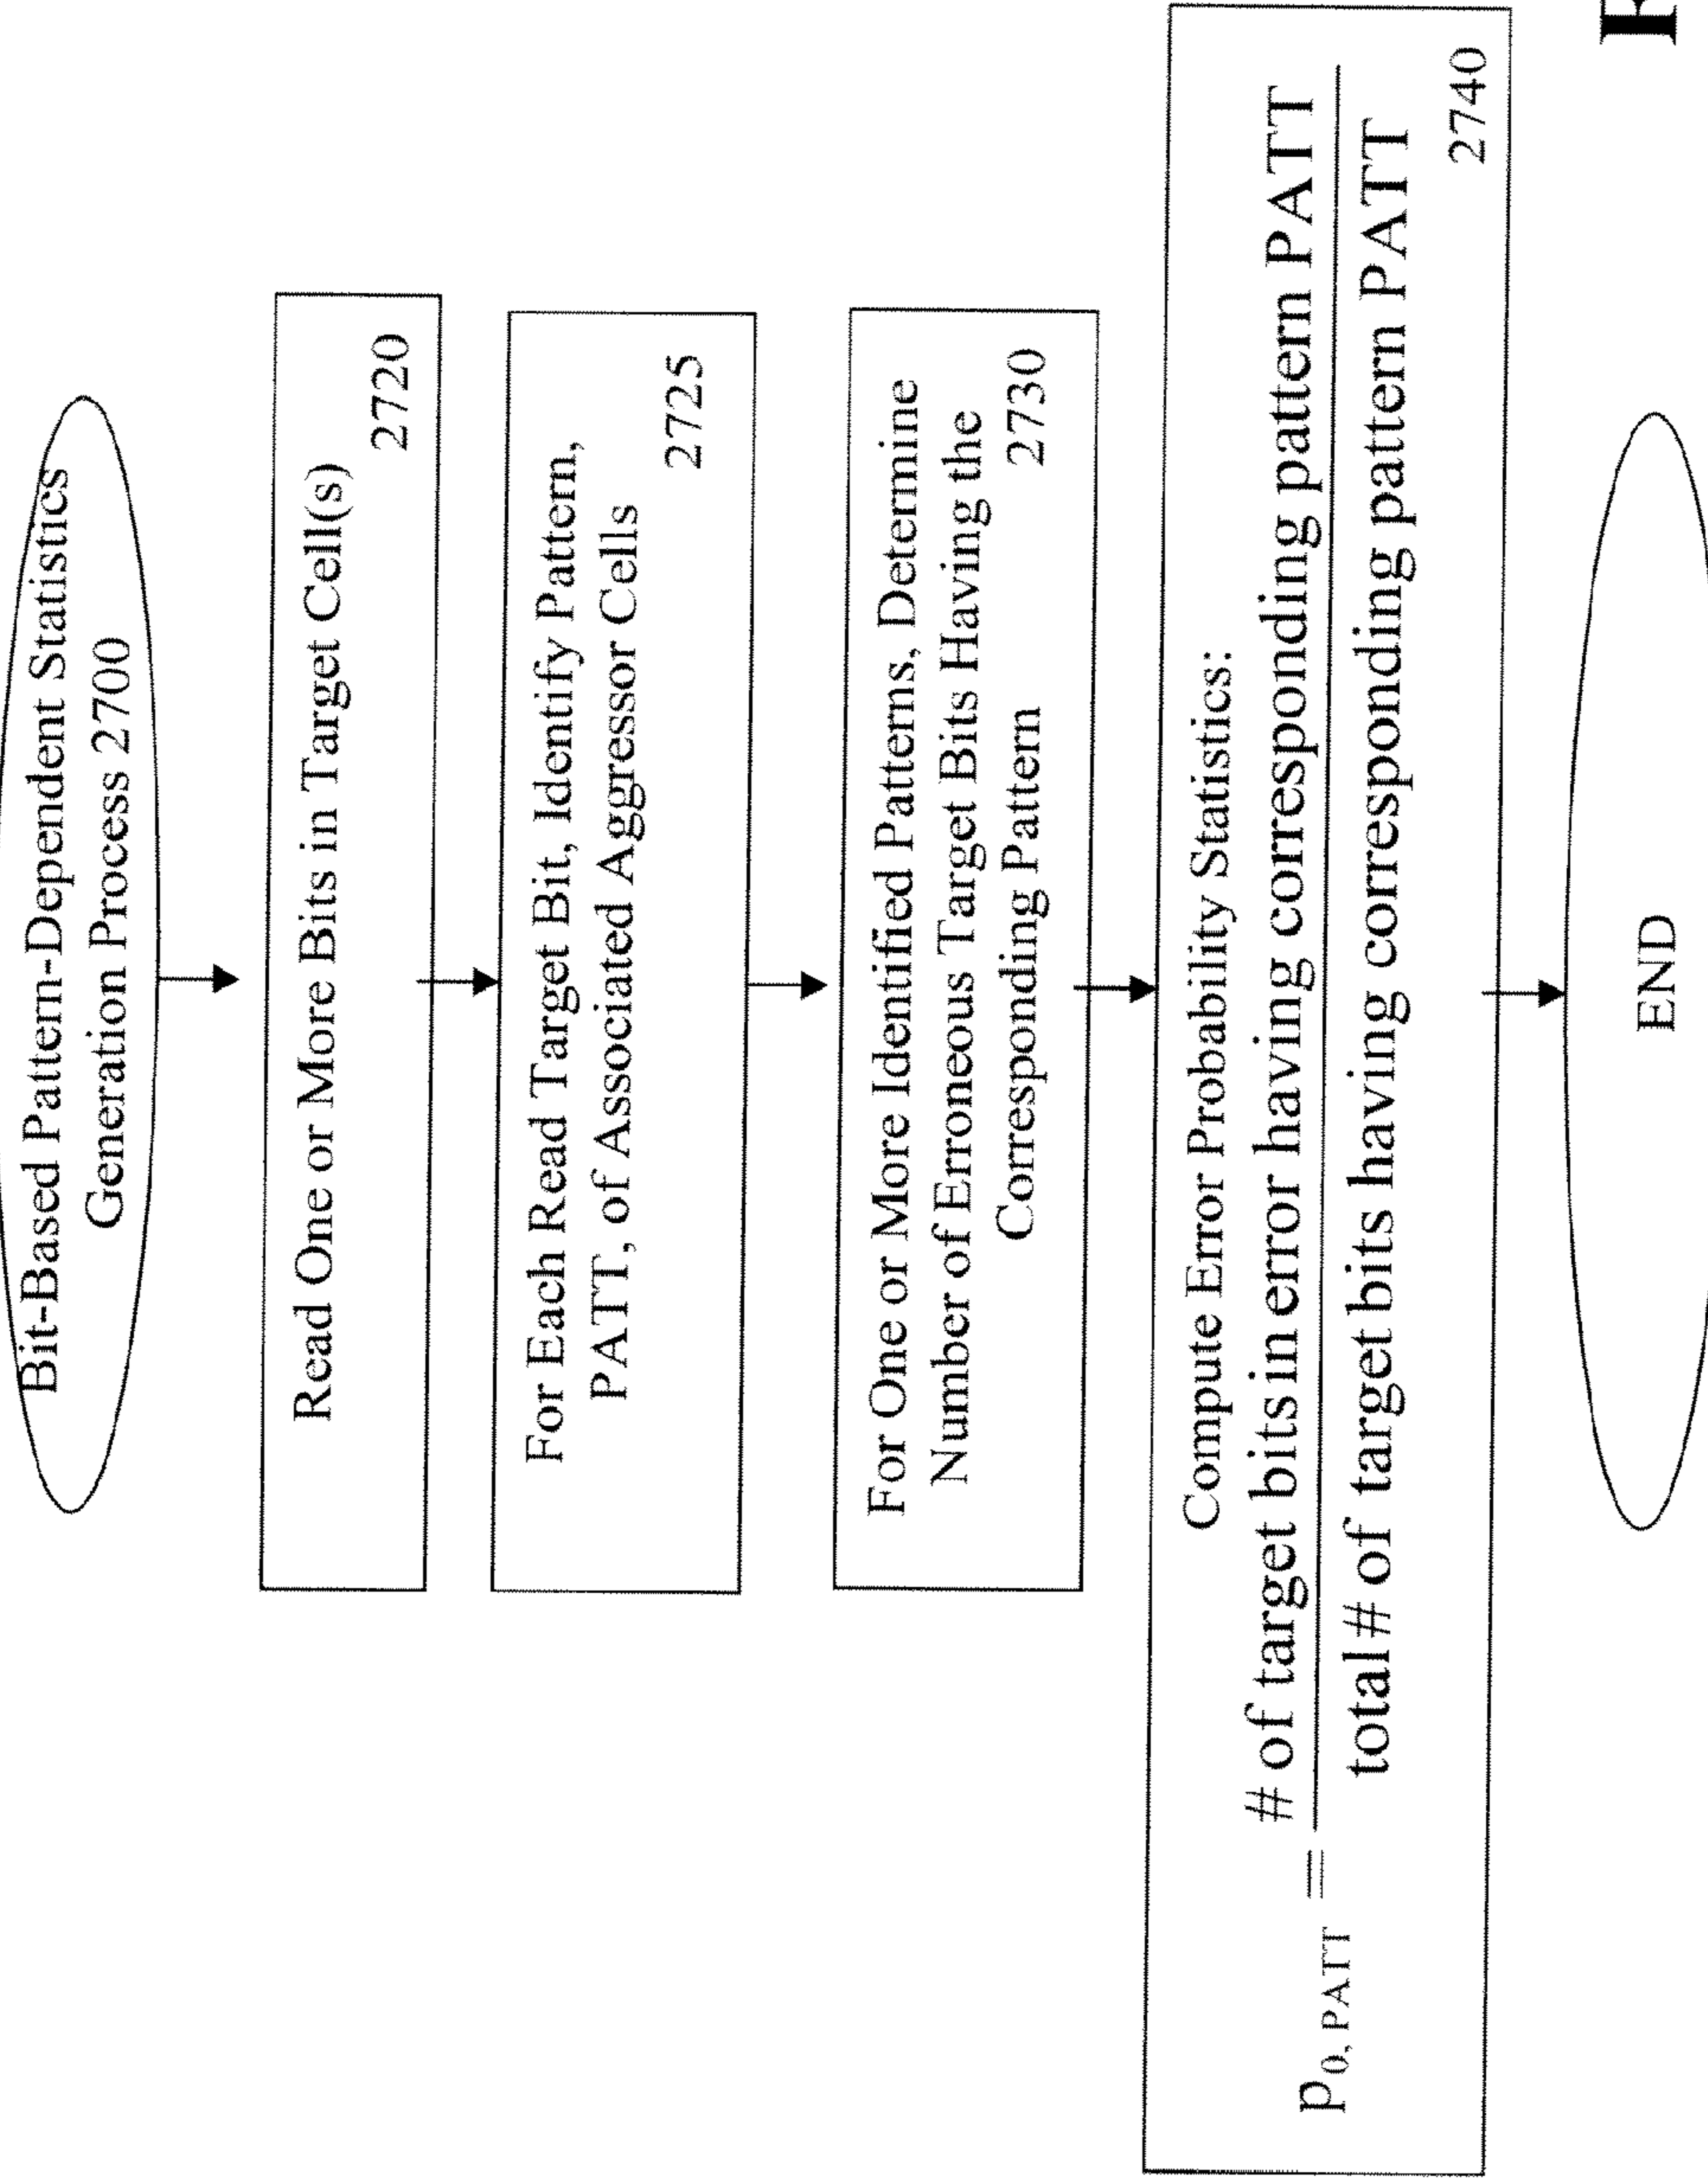 Bit-Based Pattern-Dependent Statistics
Generation Process 2700
Read One or More Bits in Target Cell(s)
2720
For Each Read Target Bit, Identify Pattern,
PATT, of Associated Aggressor Cells
2725
For One or More Identified Patterns, Determine
Number of Erroneous Target Bits Having the
Corresponding Pattern 2730
Compute Error Probability Statistics:
# of target bits in error having corresponding pattern PATT
p0, PATT =
total # of target bits having corresponding pattern PATT
2740
END